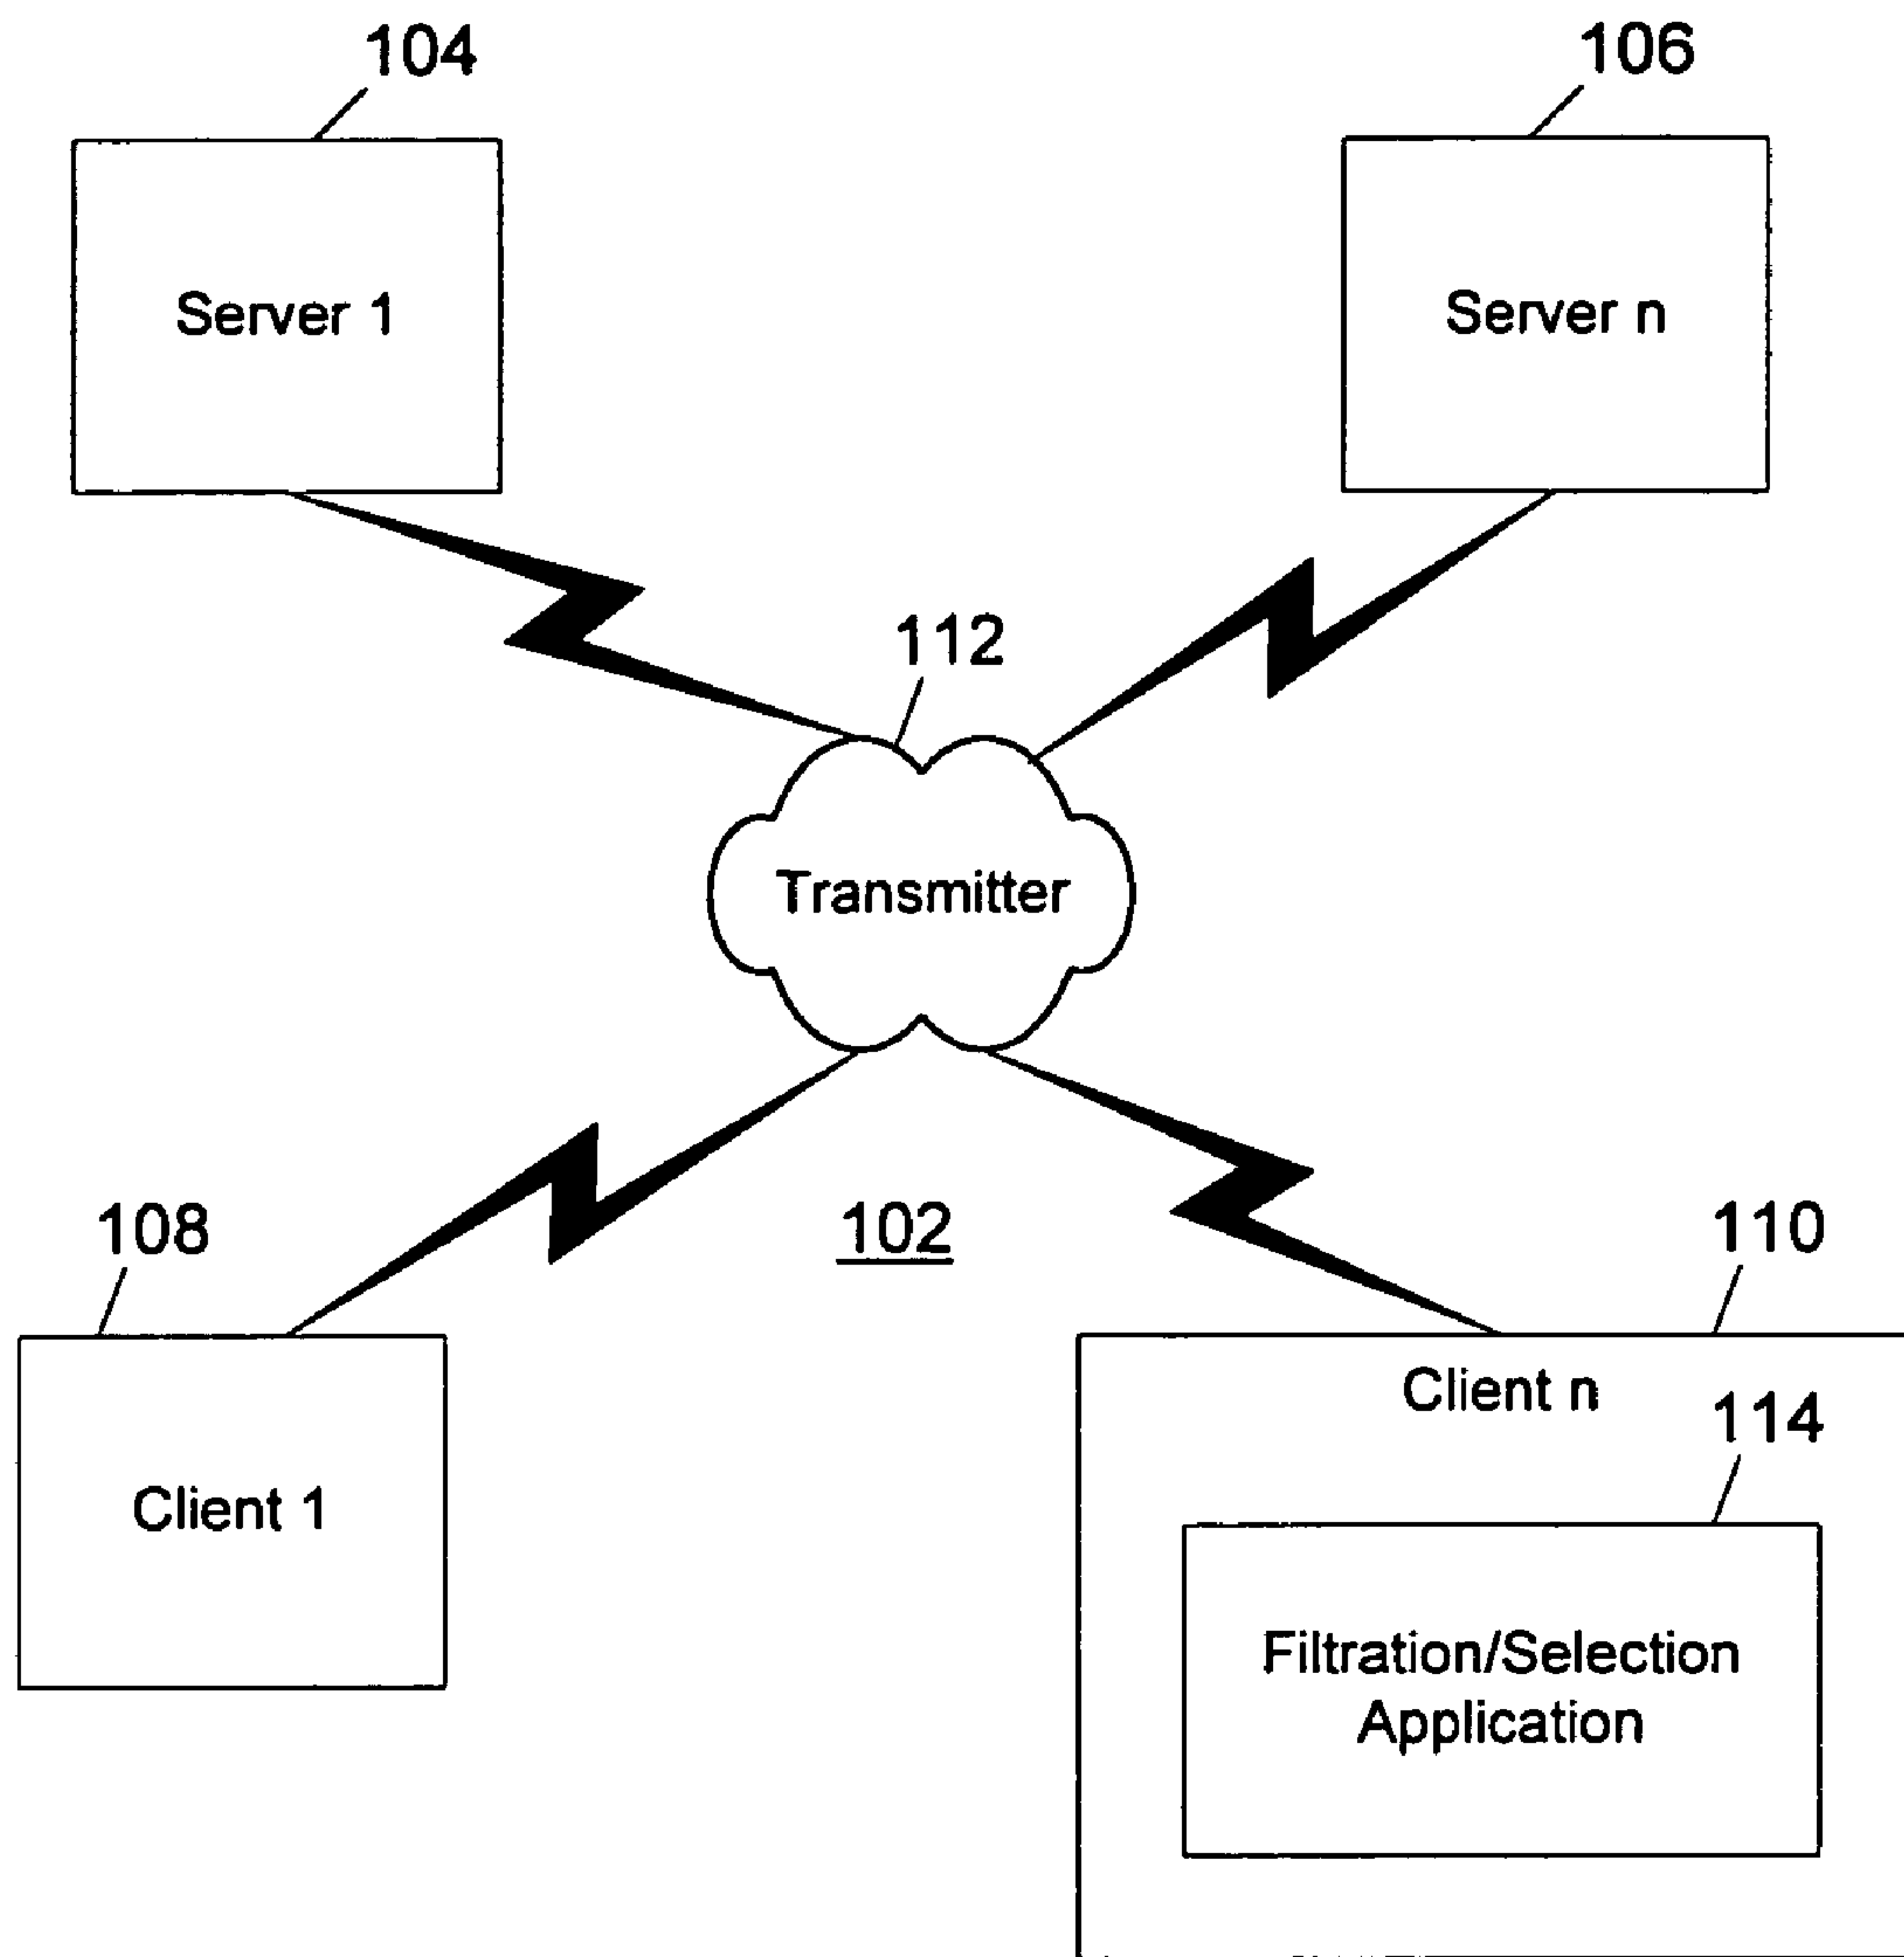 104
106
Server 1
Server n
112
Transmitter
108
102
110
Client n
114
Client 1
Filtration/Selection
Application